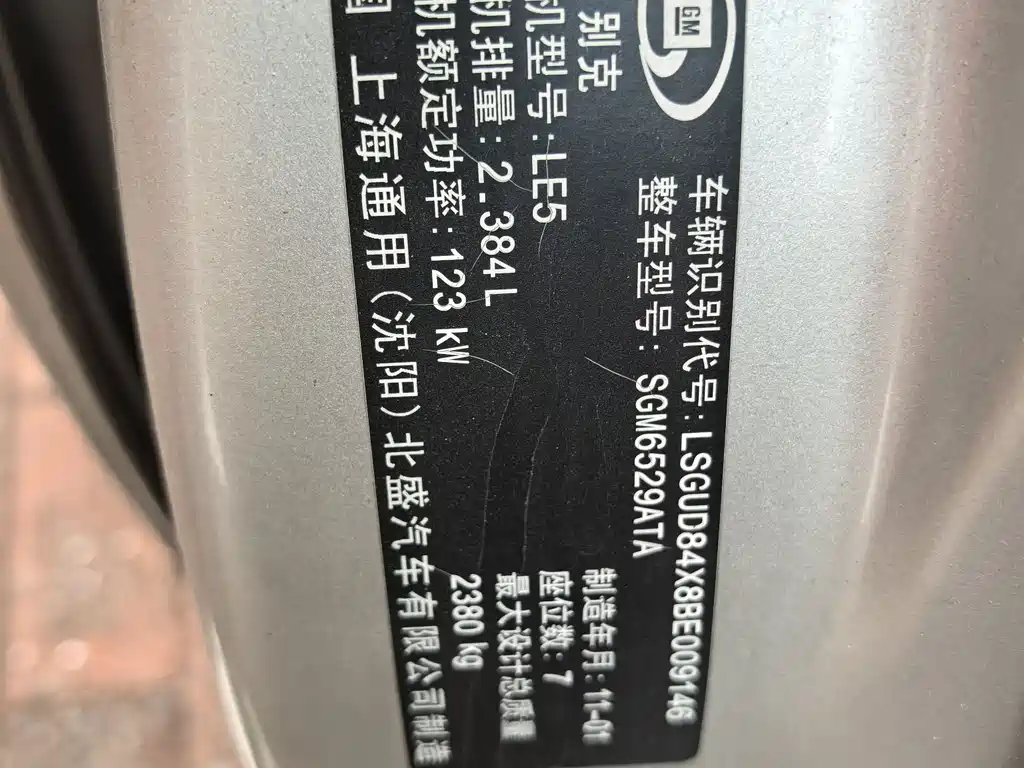 GM
车辆识别代号: LSGUD84X8BE009146
别克 整车型号: SGM6529ATA
机型号: LE5 制造年月: 11-01
机排量: 2.384L 座位数: 7
机额定功率: 123 kW 最大设计总质量
2380 kg
国 上海通用(沈阳)北盛汽车有限公司制造